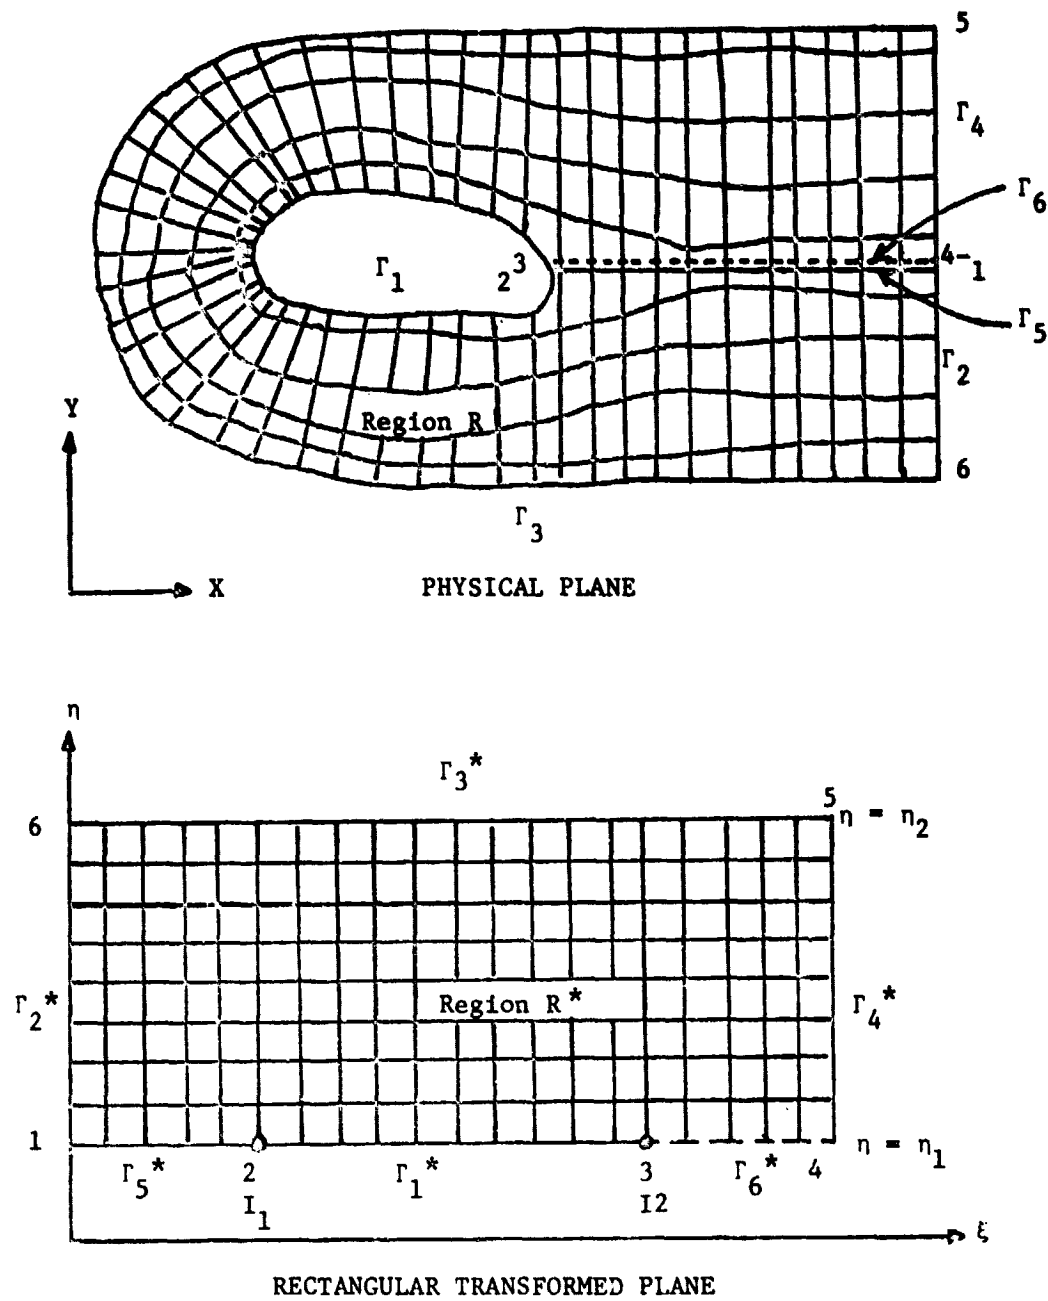 5
Γ4
Γ6
4-1
Γ1
2 3
Γ5
Γ2
Region R
6
Y
Γ3
X
PHYSICAL PLANE
η
Γ3*
5
6
η = η2
Γ2*
Region R*
Γ4*
1
η = η1
Γ5*
2
Γ1*
3
Γ6*
4
I1
I2
ξ
RECTANGULAR TRANSFORMED PLANE